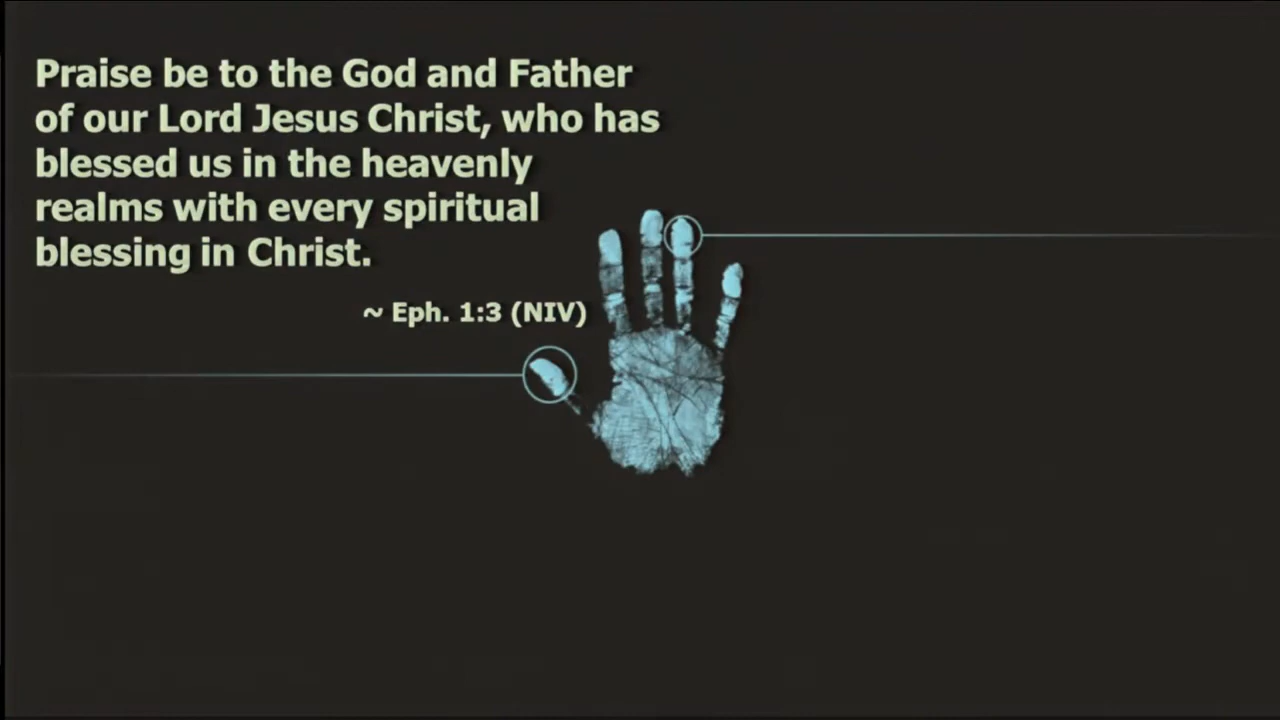 Praise be to the God and Father
of our Lord Jesus Christ, who has
blessed us in the heavenly
realms with every spiritual
blessing in Christ.
~ Eph. 1:3 (NIV)